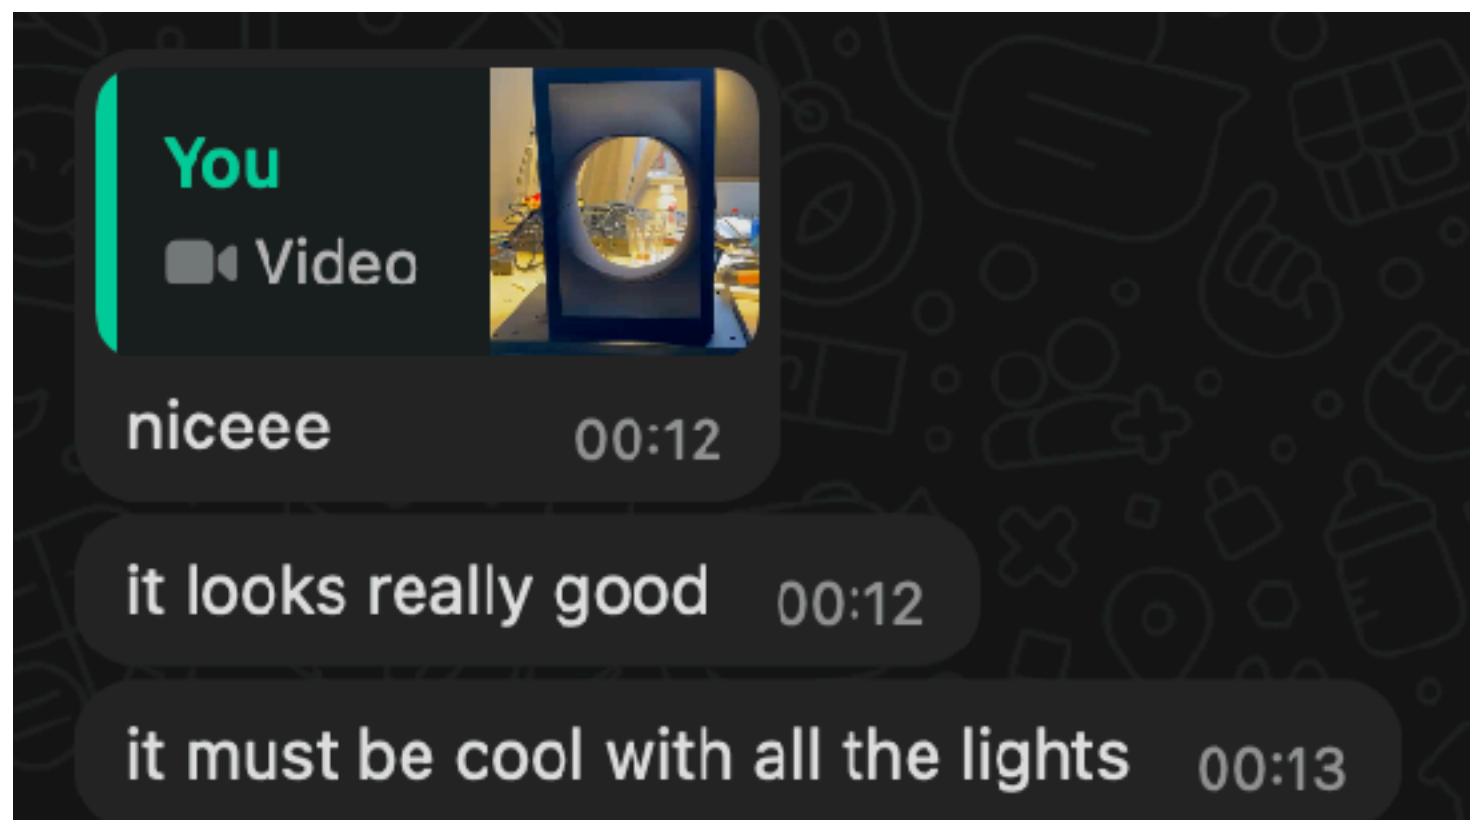 You
Video
niceee 00:12
it looks really good 00:12
it must be cool with all the lights 00:13